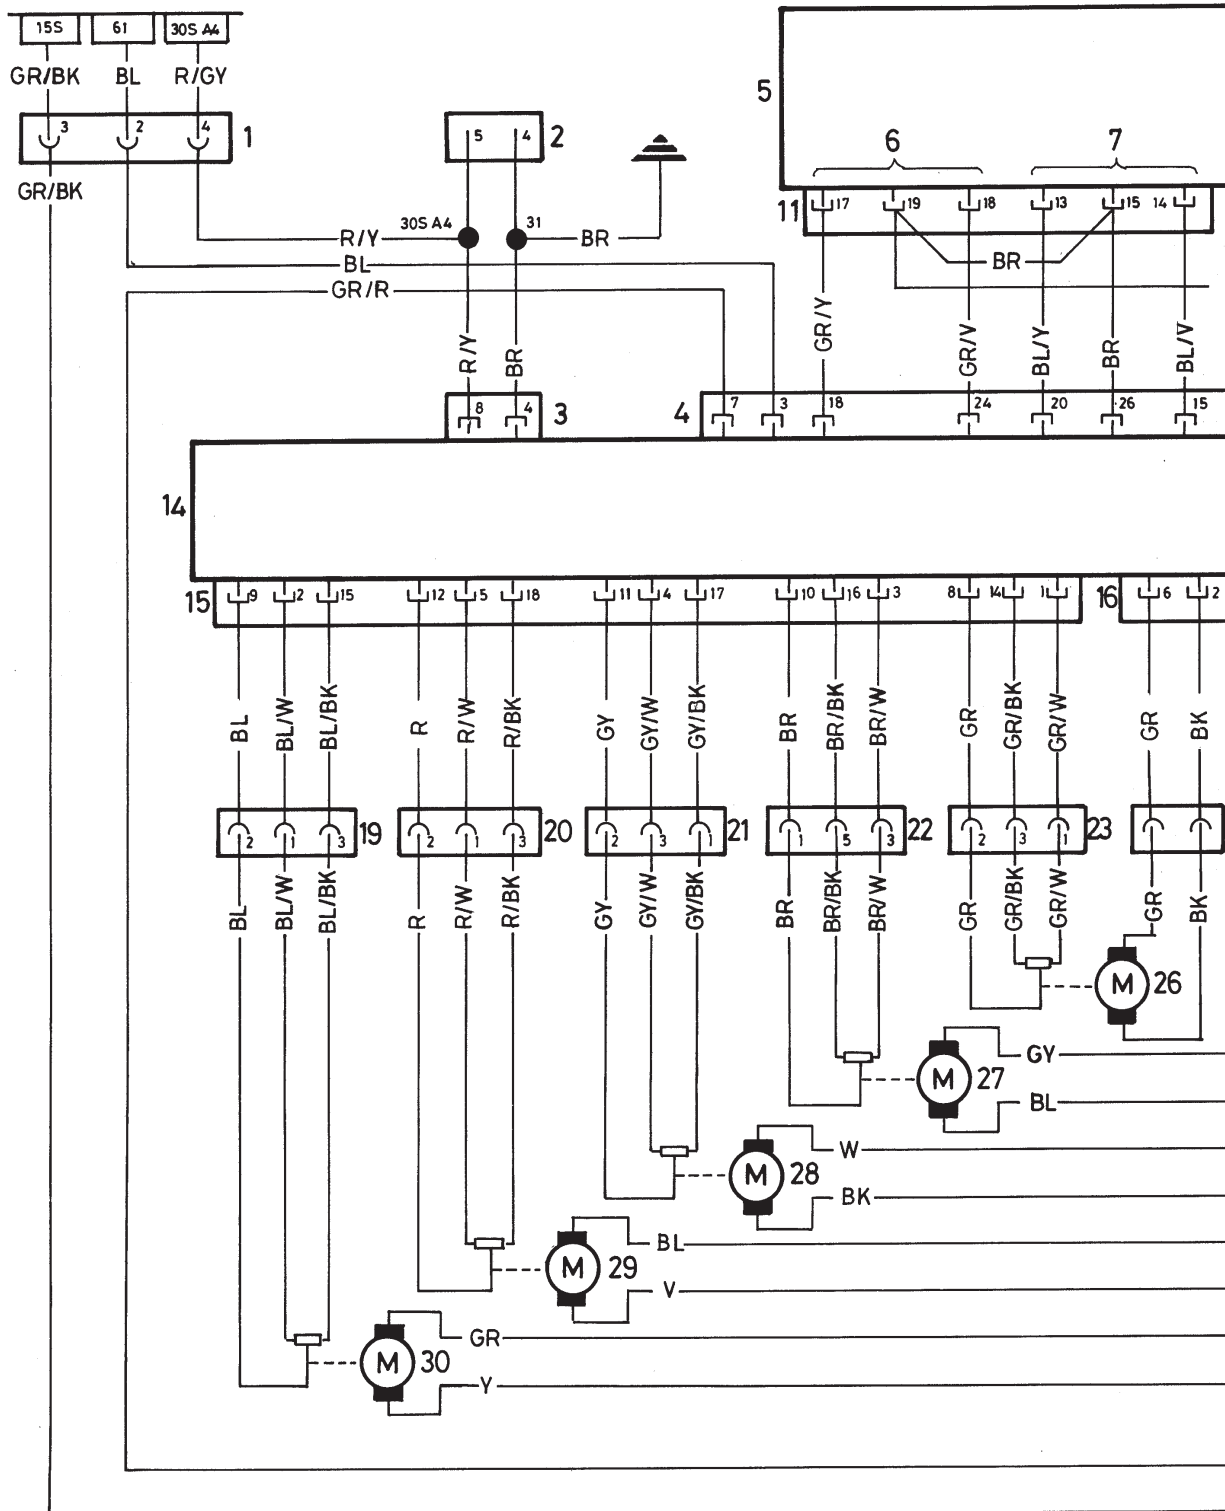 15S 61 30S A4
GR/BK BL R/GY
3 2 4 1
GR/BK
5 4 2
5
6 7
11 17 19 18 13 15 14
30S A4 31
R/Y BR
BL BR
GR/R
GR/Y GR/V BL/Y BR BL/V
R/Y BR
8 4 3 4 7 3 18 24 20 26 15
14
15 9 2 15 12 5 18 11 4 17 10 16 3 8 14 1 16 6 2
BL BL/W BL/BK R R/W R/BK GY GY/W GY/BK BR BR/BK BR/W GR GR/BK GR/W GR BK
2 1 3 19 2 1 3 20 2 3 1 21 1 5 3 22 2 3 1 23
BL BL/W BL/BK R R/W R/BK GY GY/W GY/BK BR BR/BK BR/W GR GR/BK GR/W GR BK
M 26
GY
M 27
BL
W
M 28
BK
BL
M 29
V
GR
M 30
Y